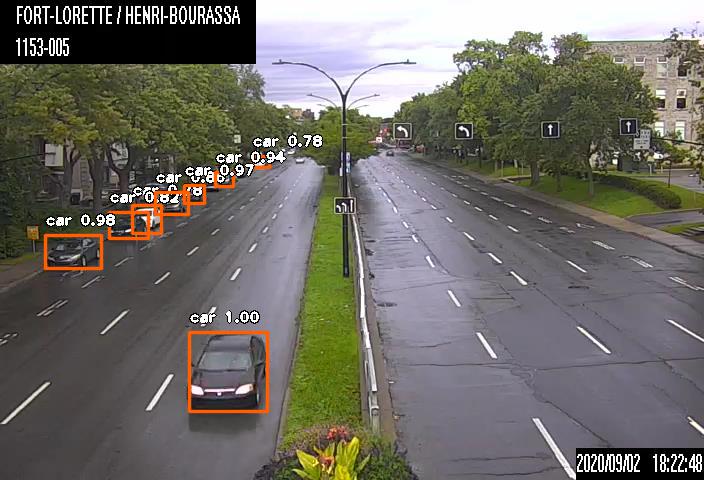 FORT-LORETTE / HENRI-BOURASSA
1153-005
car 0.78
car 0.94
car 0.97
car 0.98
car 1.00
2020/09/02 18:22:48